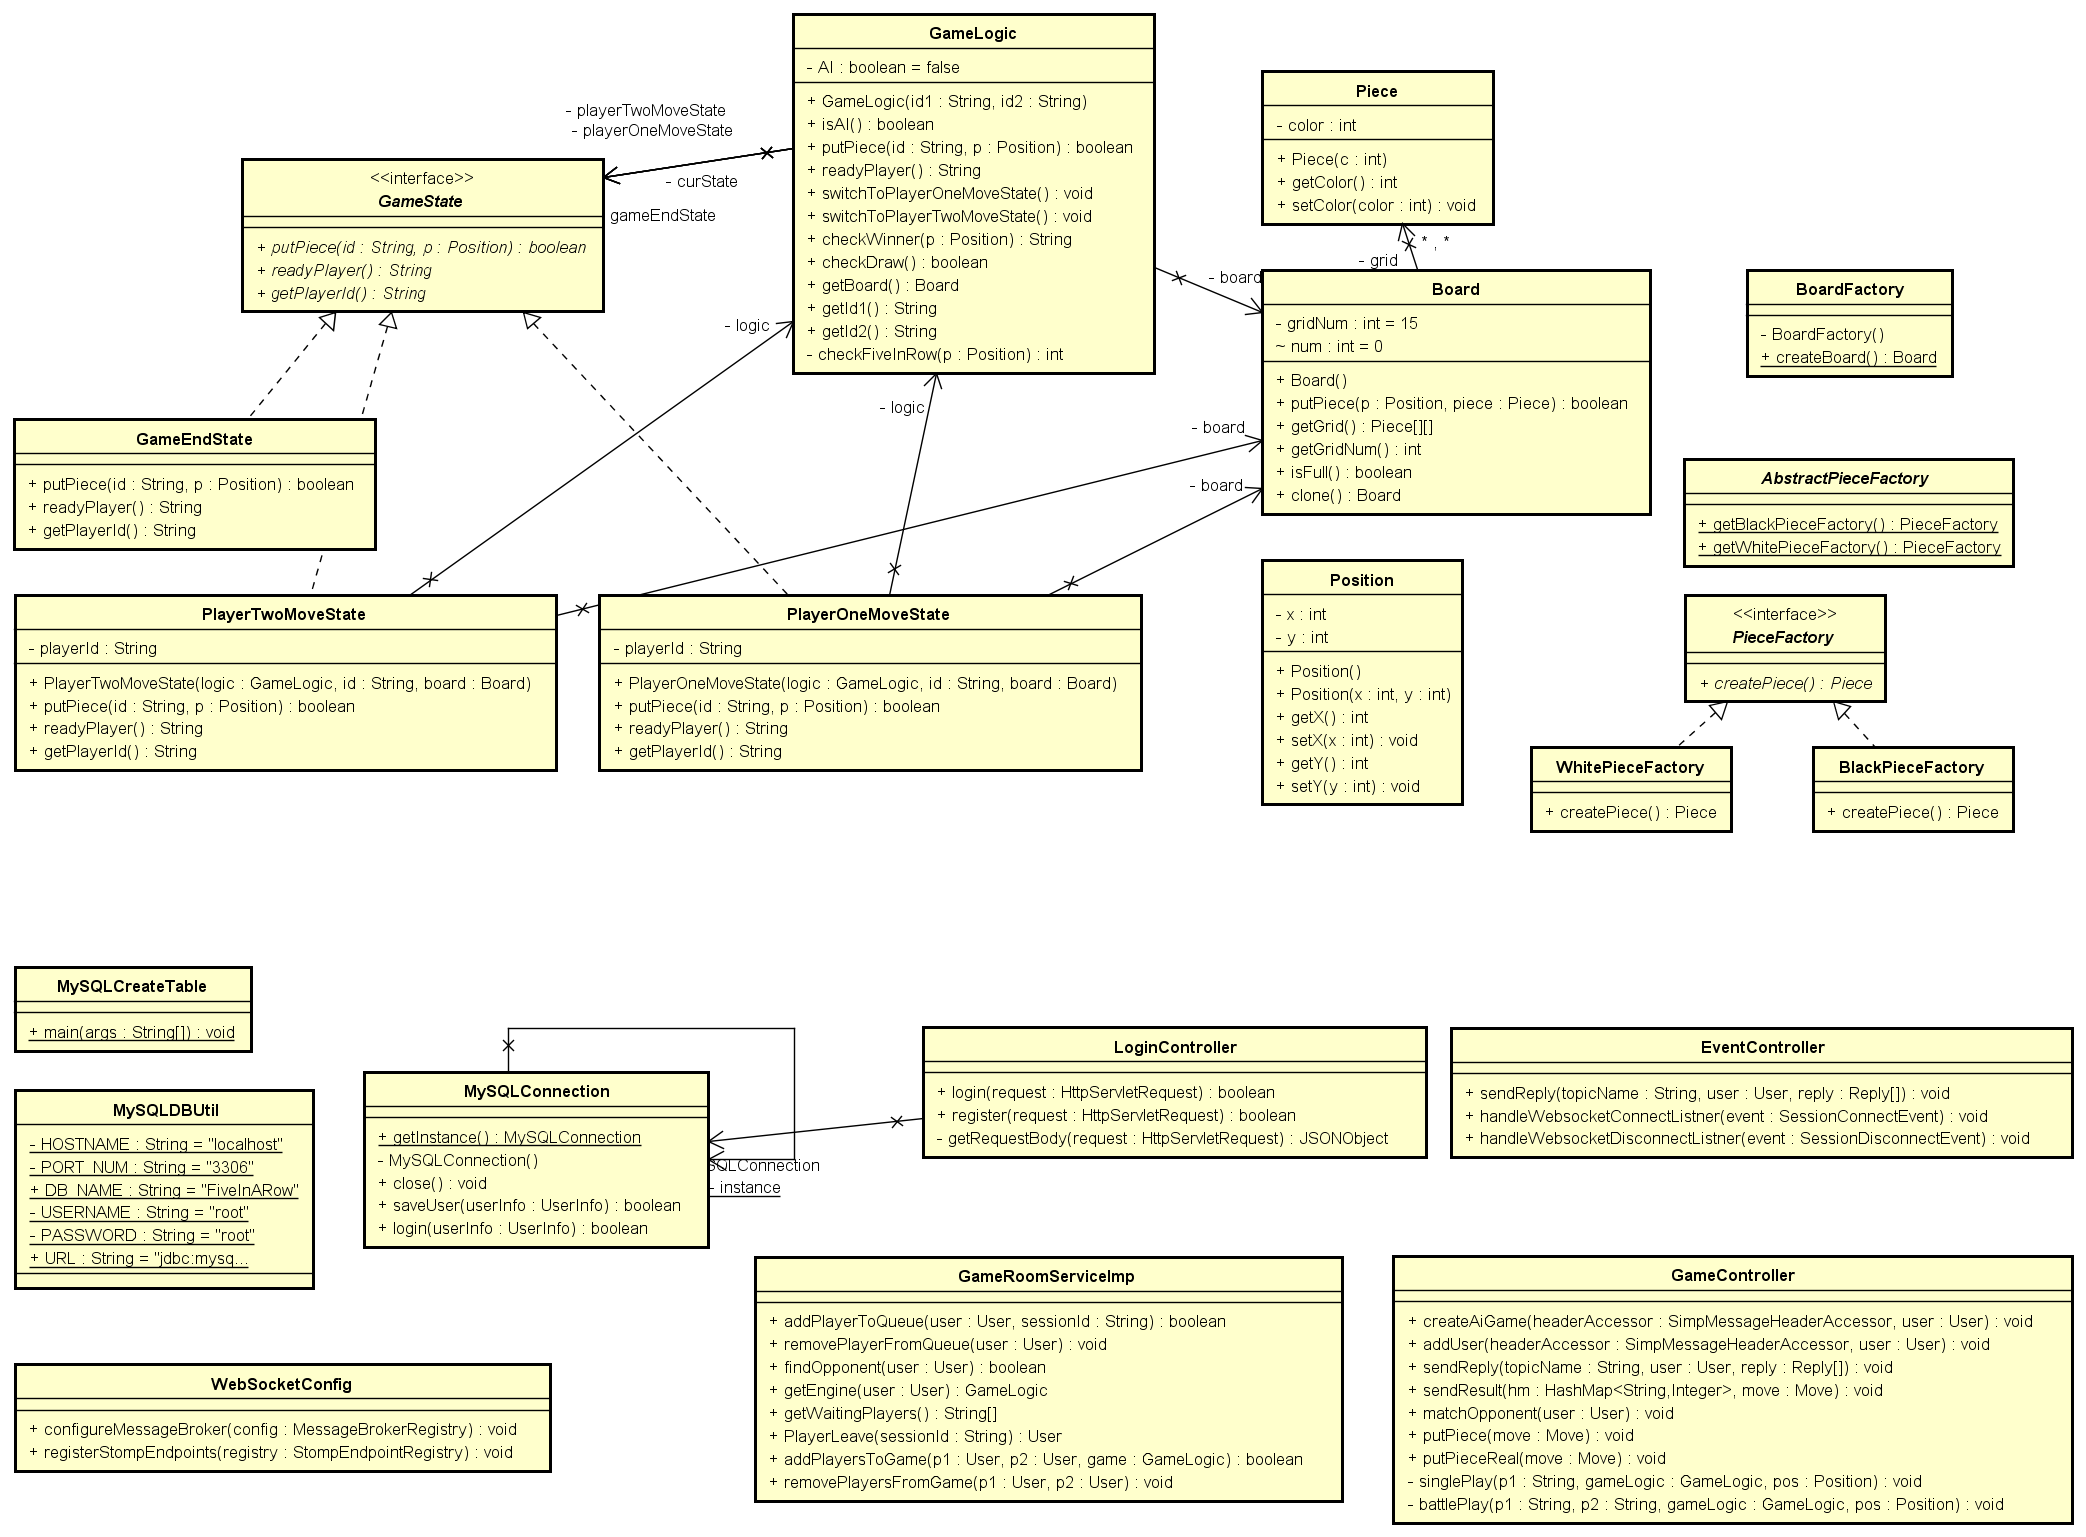 GameLogic
- AI : boolean = false
+ GameLogic(id1 : String, id2 : String)
+ isAI() : boolean
+ putPiece(id : String, p : Position) : boolean
+ readyPlayer() : String
+ switchToPlayerOneMoveState() : void
+ switchToPlayerTwoMoveState() : void
+ checkWinner(p : Position) : String
+ checkDraw() : boolean
+ getBoard() : Board
+ getId1() : String
+ getId2() : String
- checkFiveInRow(p : Position) : int
- playerTwoMoveState
- playerOneMoveState
- curState
gameEndState
<<interface>>
GameState
+ putPiece(id : String, p : Position) : boolean
+ readyPlayer() : String
+ getPlayerId() : String
Piece
- color : int
+ Piece(c : int)
+ getColor() : int
+ setColor(color : int) : void
* , *
- grid
- board
Board
- gridNum : int = 15
~ num : int = 0
+ Board()
+ putPiece(p : Position, piece : Piece) : boolean
+ getGrid() : Piece[][]
+ getGridNum() : int
+ isFull() : boolean
+ clone() : Board
BoardFactory
- BoardFactory()
+ createBoard() : Board
- logic
- logic
- board
- board
GameEndState
+ putPiece(id : String, p : Position) : boolean
+ readyPlayer() : String
+ getPlayerId() : String
AbstractPieceFactory
+ getBlackPieceFactory() : PieceFactory
+ getWhitePieceFactory() : PieceFactory
PlayerTwoMoveState
- playerId : String
+ PlayerTwoMoveState(logic : GameLogic, id : String, board : Board)
+ putPiece(id : String, p : Position) : boolean
+ readyPlayer() : String
+ getPlayerId() : String
PlayerOneMoveState
- playerId : String
+ PlayerOneMoveState(logic : GameLogic, id : String, board : Board)
+ putPiece(id : String, p : Position) : boolean
+ readyPlayer() : String
+ getPlayerId() : String
Position
- x : int
- y : int
+ Position()
+ Position(x : int, y : int)
+ getX() : int
+ setX(x : int) : void
+ getY() : int
+ setY(y : int) : void
<<interface>>
PieceFactory
+ createPiece() : Piece
WhitePieceFactory
+ createPiece() : Piece
BlackPieceFactory
+ createPiece() : Piece
MySQLCreateTable
+ main(args : String[]) : void
MySQLDBUtil
- HOSTNAME : String = "localhost"
- PORT_NUM : String = "3306"
+ DB_NAME : String = "FiveInARow"
- USERNAME : String = "root"
- PASSWORD : String = "root"
+ URL : String = "jdbc:mysq...
MySQLConnection
+ getInstance() : MySQLConnection
- MySQLConnection()
+ close() : void
+ saveUser(userInfo : UserInfo) : boolean
+ login(userInfo : UserInfo) : boolean
SQLConnection
- instance
LoginController
+ login(request : HttpServletRequest) : boolean
+ register(request : HttpServletRequest) : boolean
- getRequestBody(request : HttpServletRequest) : JSONObject
EventController
+ sendReply(topicName : String, user : User, reply : Reply[]) : void
+ handleWebsocketConnectListner(event : SessionConnectEvent) : void
+ handleWebsocketDisconnectListner(event : SessionDisconnectEvent) : void
WebSocketConfig
+ configureMessageBroker(config : MessageBrokerRegistry) : void
+ registerStompEndpoints(registry : StompEndpointRegistry) : void
GameRoomServiceImp
+ addPlayerToQueue(user : User, sessionId : String) : boolean
+ removePlayerFromQueue(user : User) : void
+ findOpponent(user : User) : boolean
+ getEngine(user : User) : GameLogic
+ getWaitingPlayers() : String[]
+ PlayerLeave(sessionId : String) : User
+ addPlayersToGame(p1 : User, p2 : User, game : GameLogic) : boolean
+ removePlayersFromGame(p1 : User, p2 : User) : void
GameController
+ createAiGame(headerAccessor : SimpMessageHeaderAccessor, user : User) : void
+ addUser(headerAccessor : SimpMessageHeaderAccessor, user : User) : void
+ sendReply(topicName : String, user : User, reply : Reply[]) : void
+ sendResult(hm : HashMap<String,Integer>, move : Move) : void
+ matchOpponent(user : User) : void
+ putPiece(move : Move) : void
+ putPieceReal(move : Move) : void
- singlePlay(p1 : String, gameLogic : GameLogic, pos : Position) : void
- battlePlay(p1 : String, p2 : String, gameLogic : GameLogic, pos : Position) : void